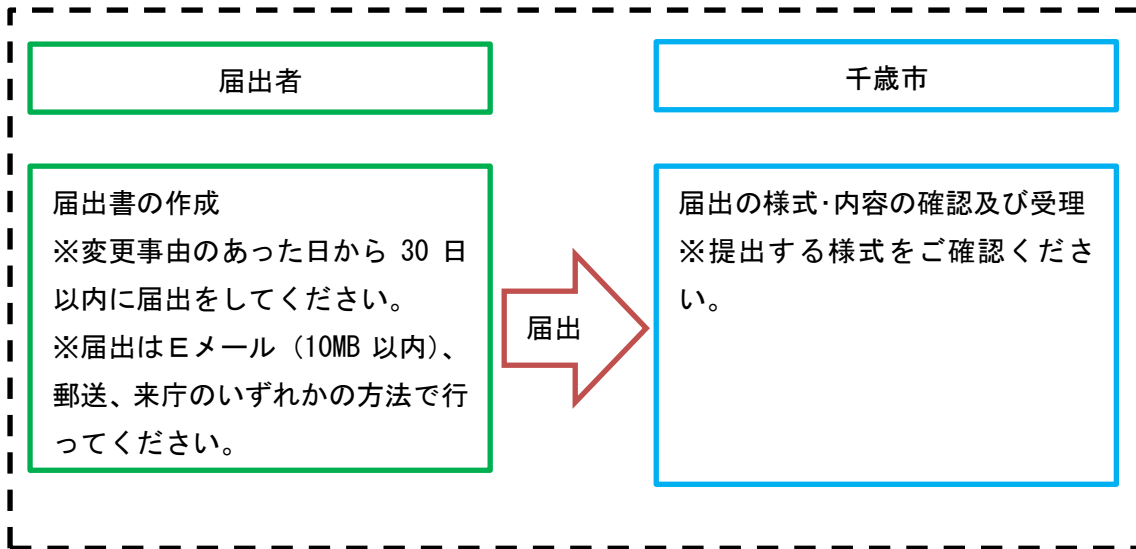 届出者
千歳市
届出書の作成
※変更事由のあった日から 30 日
以内に届出をしてください。
※届出はＥメール（10MB 以内）、
郵送、来庁のいずれかの方法で行
ってください。
届出
届出の様式･内容の確認及び受理
※提出する様式をご確認くださ
い。